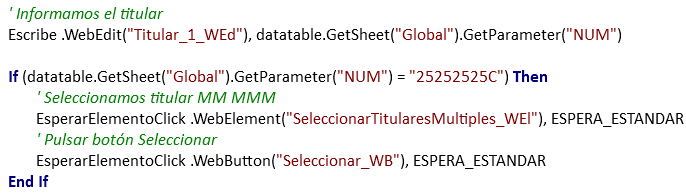 ' Informamos el titular
Escribe .WebEdit("Titular_1_WEd"), datatable.GetSheet("Global").GetParameter("NUM")
If (datatable.GetSheet("Global").GetParameter("NUM") = "25252525C") Then
' Seleccionamos titular MM MMM
EsperarElementoClick .WebElement("SeleccionarTitularesMultiples_WEl"), ESPERA_ESTANDAR
' Pulsar botón Seleccionar
EsperarElementoClick .WebButton("Seleccionar_WB"), ESPERA_ESTANDAR
End If